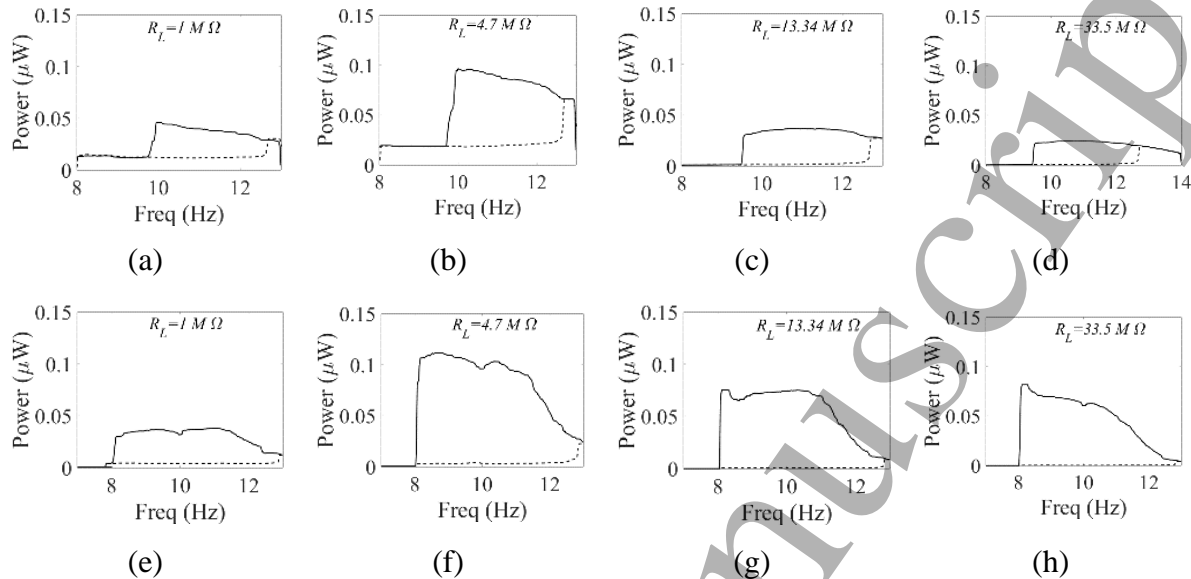 0.15 0.15 0.15 0.15
R_L=1 M Ω R_L=4.7 M Ω R_L=13.34 M Ω R_L=33.5 M Ω
Power (μW) Power (μW) Power (μW) Power (μW)
0.1 0.1 0.1 0.1
0.05 0.05 0.05 0.05
0 0 0 0
8 10 12 8 10 12 8 10 12 8 10 12 14
Freq (Hz) Freq (Hz) Freq (Hz) Freq (Hz)
(a) (b) (c) (d)
0.15 0.15 0.15 0.15
R_L=1 M Ω R_L=4.7 M Ω R_L=13.34 M Ω R_L=33.5 M Ω
Power (μW) Power (μW) Power (μW) Power (μW)
0.1 0.1 0.1 0.1
0.05 0.05 0.05 0.05
0 0 0 0
8 10 12 8 10 12 8 10 12 8 10 12
Freq (Hz) Freq (Hz) Freq (Hz) Freq (Hz)
(e) (f) (g) (h)
nuscrip